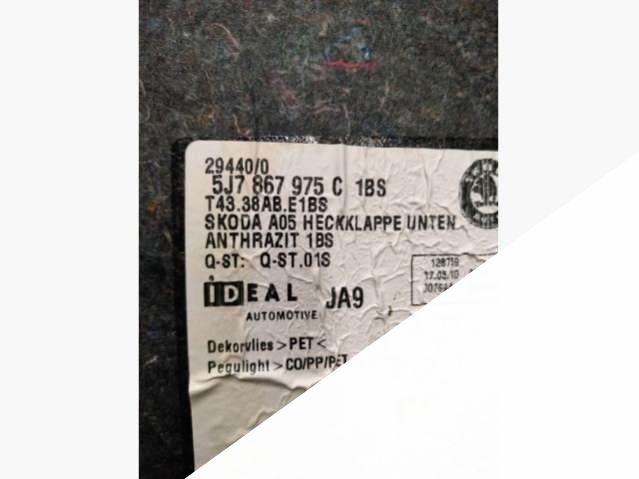 29440/0
5J7 867 975 C 1BS
T43.38AB.E1BS
SKODA A05 HECKKLAPPE UNTEN
ANTHRAZIT 1BS
Q-ST: Q-ST.01S
IDEAL JA9
AUTOMOTIVE
17.05/10
Dekorvlies >PET<
Pegulight >CO/PP/PET